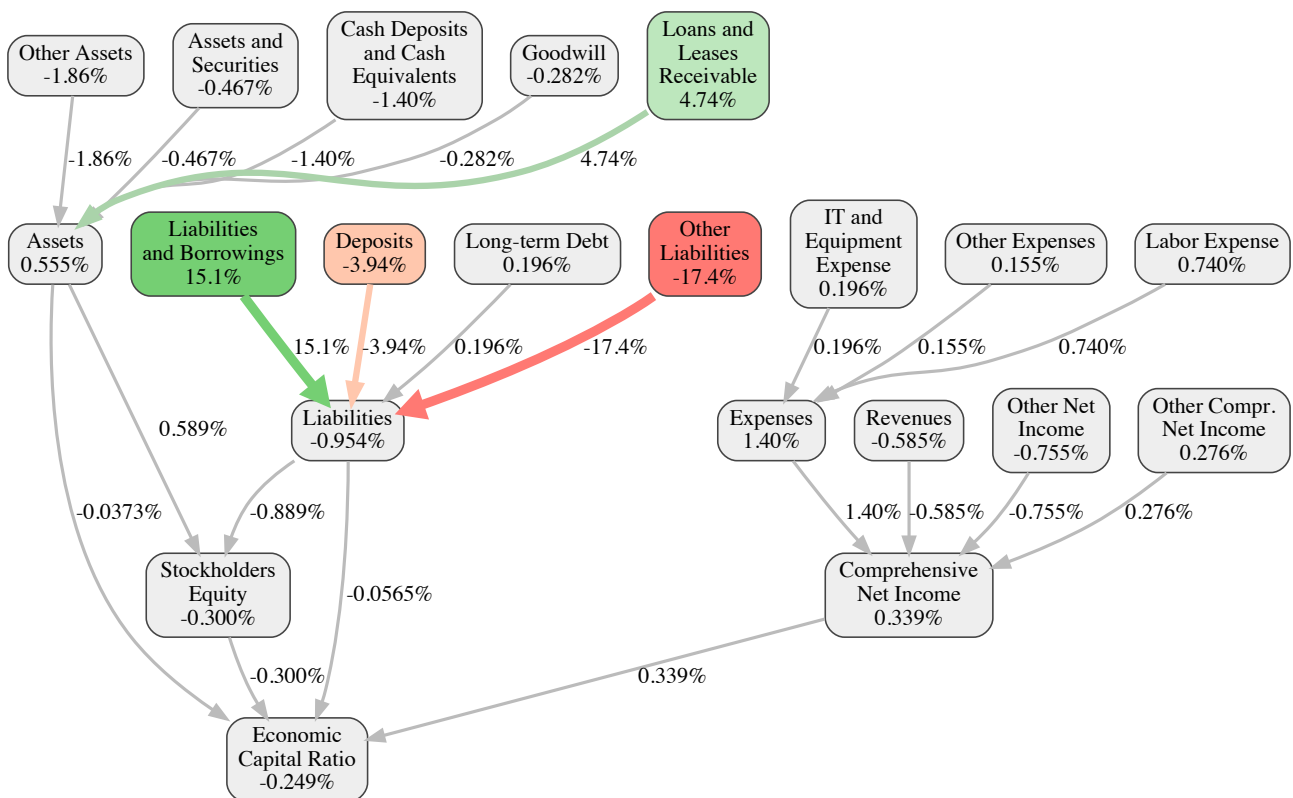 Other Assets
-1.86%
Assets and
Securities
-0.467%
Cash Deposits
and Cash
Equivalents
-1.40%
Goodwill
-0.282%
Loans and
Leases
Receivable
4.74%
-1.86%
-0.467%
-1.40%
-0.282%
4.74%
Assets
0.555%
Liabilities
and Borrowings
15.1%
Deposits
-3.94%
Long-term Debt
0.196%
Other
Liabilities
-17.4%
IT and
Equipment
Expense
0.196%
Other Expenses
0.155%
Labor Expense
0.740%
15.1%
-3.94%
0.196%
-17.4%
0.196%
0.155%
0.740%
Liabilities
-0.954%
Expenses
1.40%
Revenues
-0.585%
Other Net
Income
-0.755%
Other Compr.
Net Income
0.276%
0.589%
-0.0373%
-0.889%
1.40%
-0.585%
-0.755%
0.276%
Stockholders
Equity
-0.300%
-0.0565%
Comprehensive
Net Income
0.339%
-0.300%
0.339%
Economic
Capital Ratio
-0.249%